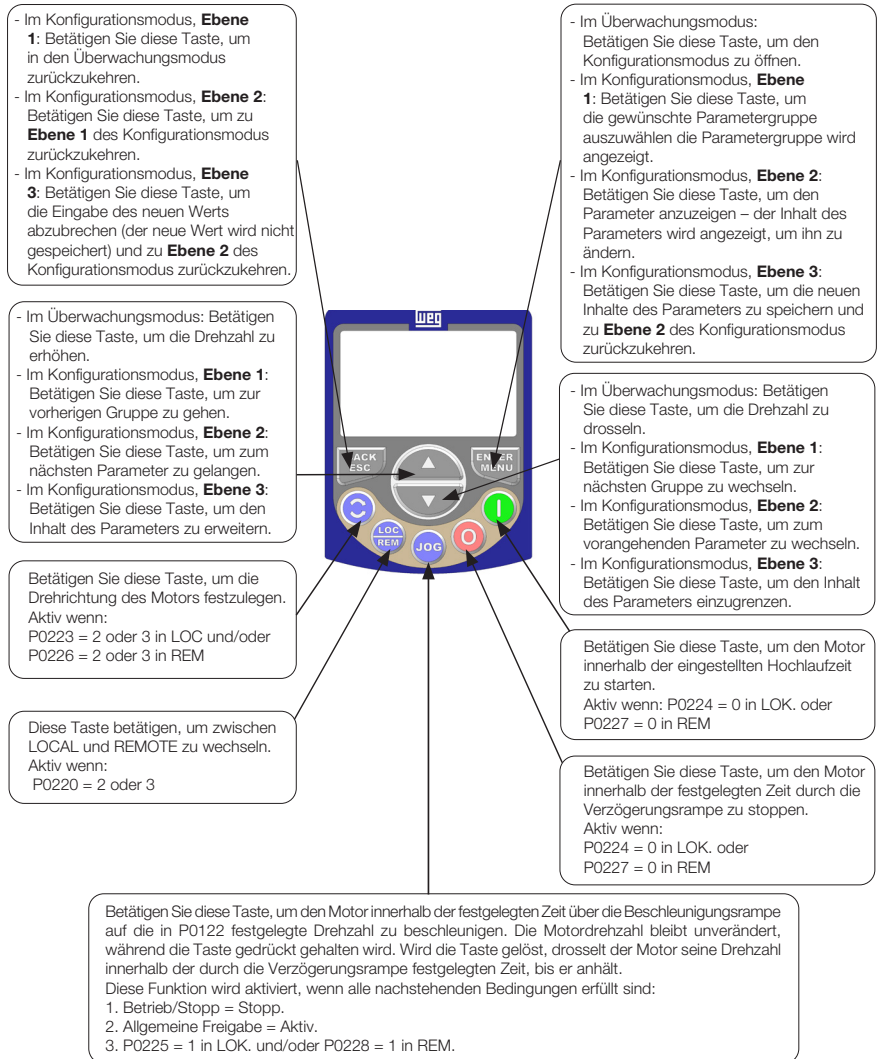 - Im Konfigurationsmodus, Ebene
1: Betätigen Sie diese Taste, um
in den Überwachungsmodus
zurückzukehren.
- Im Konfigurationsmodus, Ebene 2:
Betätigen Sie diese Taste, um zu
Ebene 1 des Konfigurationsmodus
zurückzukehren.
- Im Konfigurationsmodus, Ebene
3: Betätigen Sie diese Taste, um
die Eingabe des neuen Werts
abzubrechen (der neue Wert wird nicht
gespeichert) und zu Ebene 2 des
Konfigurationsmodus zurückzukehren.
- Im Überwachungsmodus:
Betätigen Sie diese Taste, um den
Konfigurationsmodus zu öffnen.
- Im Konfigurationsmodus, Ebene
1: Betätigen Sie diese Taste, um
die gewünschte Parametergruppe
auszuwählen die Parametergruppe wird
angezeigt.
- Im Konfigurationsmodus, Ebene 2:
Betätigen Sie diese Taste, um den
Parameter anzuzeigen – der Inhalt des
Parameters wird angezeigt, um ihn zu
ändern.
- Im Konfigurationsmodus, Ebene 3:
Betätigen Sie diese Taste, um die neuen
Inhalte des Parameters zu speichern und
zu Ebene 2 des Konfigurationsmodus
zurückzukehren.
- Im Überwachungsmodus: Betätigen
Sie diese Taste, um die Drehzahl zu
erhöhen.
- Im Konfigurationsmodus, Ebene 1:
Betätigen Sie diese Taste, um zur
vorherigen Gruppe zu gehen.
- Im Konfigurationsmodus, Ebene 2:
Betätigen Sie diese Taste, um zum
nächsten Parameter zu gelangen.
- Im Konfigurationsmodus, Ebene 3:
Betätigen Sie diese Taste, um den
Inhalt des Parameters zu erweitern.
weg
BACK
ESC
ENTER
MENU
LOC
REM
JOG
- Im Überwachungsmodus: Betätigen
Sie diese Taste, um die Drehzahl zu
drosseln.
- Im Konfigurationsmodus, Ebene 1:
Betätigen Sie diese Taste, um zur
nächsten Gruppe zu wechseln.
- Im Konfigurationsmodus, Ebene 2:
Betätigen Sie diese Taste, um zum
vorangehenden Parameter zu wechseln.
- Im Konfigurationsmodus, Ebene 3:
Betätigen Sie diese Taste, um den Inhalt
des Parameters einzugrenzen.
Betätigen Sie diese Taste, um die
Drehrichtung des Motors festzulegen.
Aktiv wenn:
P0223 = 2 oder 3 in LOC und/oder
P0226 = 2 oder 3 in REM
Betätigen Sie diese Taste, um den Motor
innerhalb der eingestellten Hochlaufzeit
zu starten.
Aktiv wenn: P0224 = 0 in LOK. oder
P0227 = 0 in REM
Diese Taste betätigen, um zwischen
LOCAL und REMOTE zu wechseln.
Aktiv wenn:
P0220 = 2 oder 3
Betätigen Sie diese Taste, um den Motor
innerhalb der festgelegten Zeit durch die
Verzögerungsrampe zu stoppen.
Aktiv wenn:
P0224 = 0 in LOK. oder
P0227 = 0 in REM
Betätigen Sie diese Taste, um den Motor innerhalb der festgelegten Zeit über die Beschleunigungsrampe
auf die in P0122 festgelegte Drehzahl zu beschleunigen. Die Motordrehzahl bleibt unverändert,
während die Taste gedrückt gehalten wird. Wird die Taste gelöst, drosselt der Motor seine Drehzahl
innerhalb der durch die Verzögerungsrampe festgelegten Zeit, bis er anhält.
Diese Funktion wird aktiviert, wenn alle nachstehenden Bedingungen erfüllt sind:
1. Betrieb/Stopp = Stopp.
2. Allgemeine Freigabe = Aktiv.
3. P0225 = 1 in LOK. und/oder P0228 = 1 in REM.